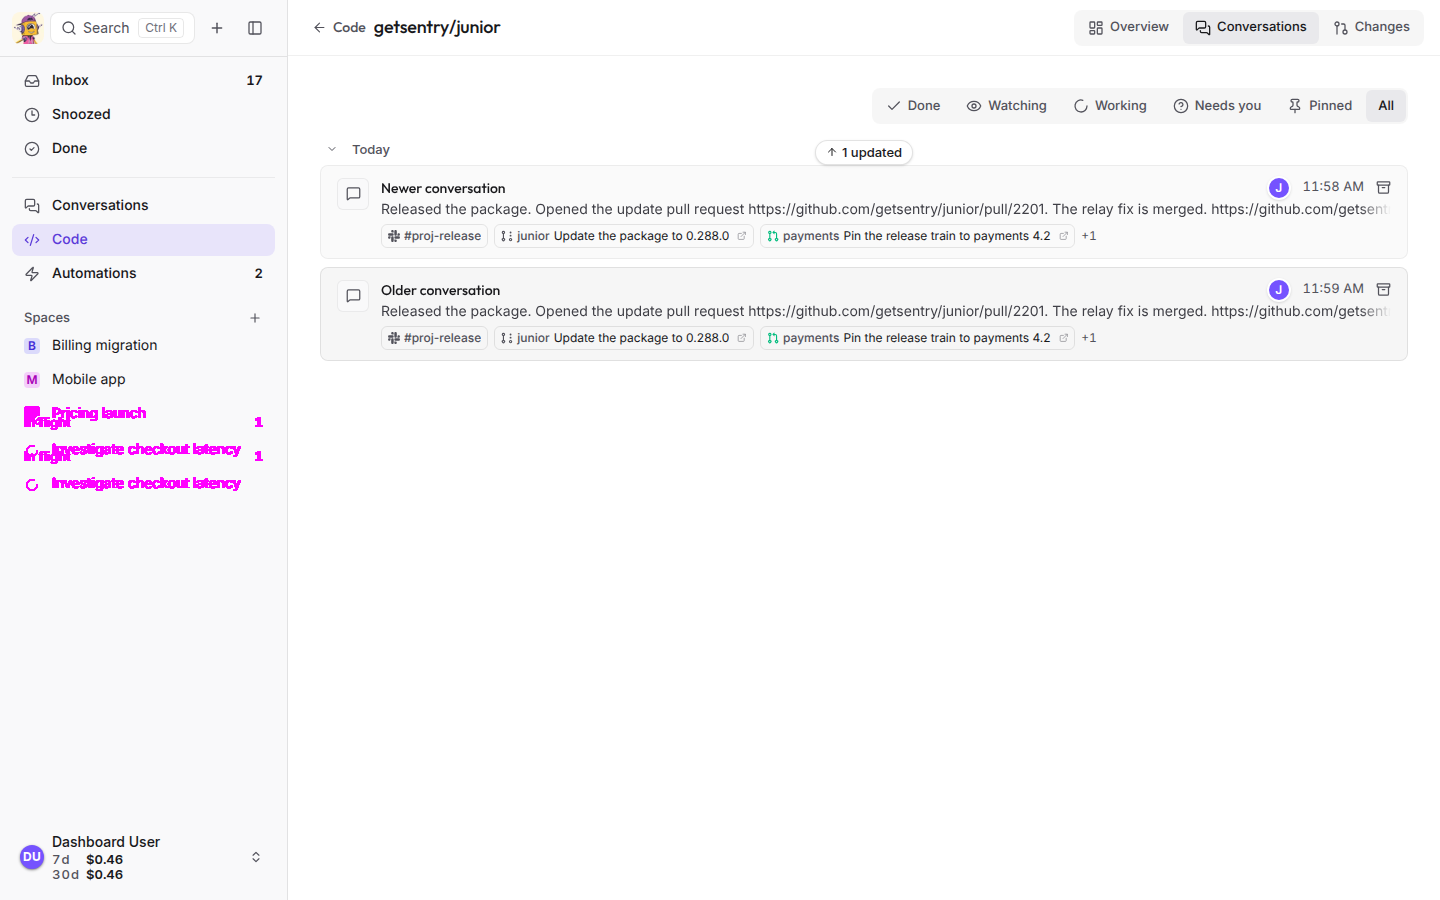 Search Ctrl K
Inbox 17
Snoozed
Done
Conversations
Code
Automations 2
Spaces
B Billing migration
M Mobile app
Pricing launch
In flight 1
Investigate checkout latency
In flight 1
Investigate checkout latency
DU Dashboard User
7d $0.46
30d $0.46
Code getsentry/junior
Overview Conversations Changes
Done Watching Working Needs you Pinned All
Today
1 updated
Newer conversation J 11:58 AM
Released the package. Opened the update pull request https://github.com/getsentry/junior/pull/2201. The relay fix is merged. https://github.com/getsent
#proj-release junior Update the package to 0.288.0 payments Pin the release train to payments 4.2 +1
Older conversation J 11:59 AM
Released the package. Opened the update pull request https://github.com/getsentry/junior/pull/2201. The relay fix is merged. https://github.com/getsent
#proj-release junior Update the package to 0.288.0 payments Pin the release train to payments 4.2 +1